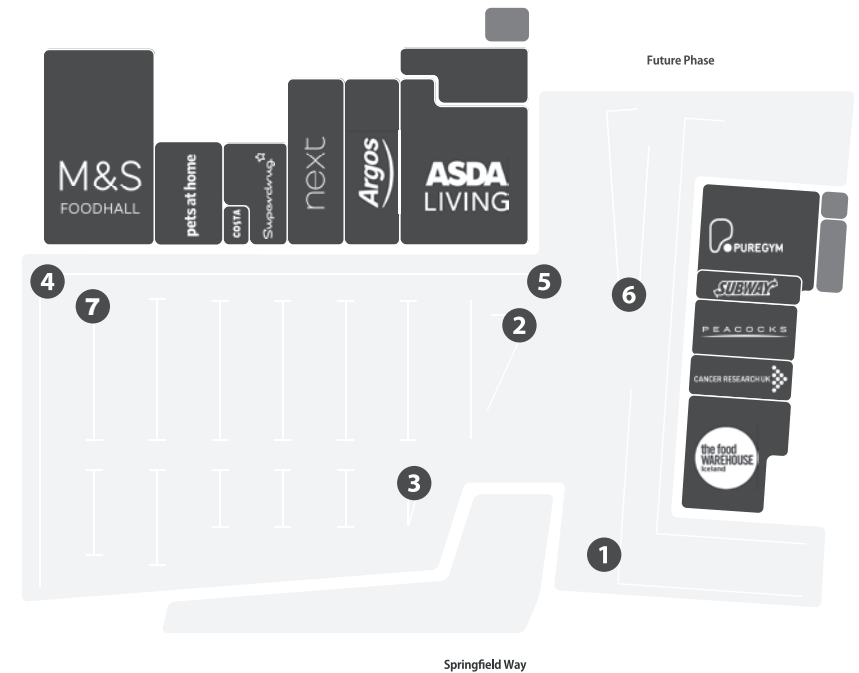 Future Phase
M&S
FOODHALL
pets at home
COSTA
Superdrug
next
Argos
ASDA
LIVING
PUREGYM
SUBWAY
PEACOCKS
CANCER RESEARCH UK
the food
WAREHOUSE
Iceland
4
5
7
6
2
3
1
Springfield Way